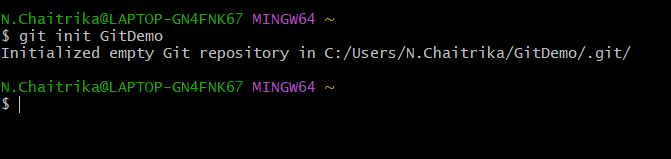 N.Chaitrika@LAPTOP-GN4FNK67 MINGW64 ~
$ git init GitDemo
Initialized empty Git repository in C:/Users/N.Chaitrika/GitDemo/.git/
N.Chaitrika@LAPTOP-GN4FNK67 MINGW64 ~
$